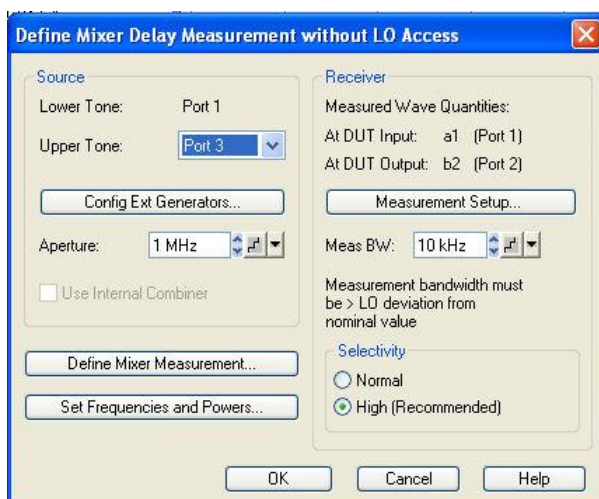 Define Mixer Delay Measurement without LO Access
Source
Lower Tone: Port 1
Upper Tone: Port 3
Config Ext Generators...
Aperture: 1 MHz
Use Internal Combiner
Define Mixer Measurement...
Set Frequencies and Powers...
Receiver
Measured Wave Quantities:
At DUT Input: a1 (Port 1)
At DUT Output: b2 (Port 2)
Measurement Setup...
Meas BW: 10 kHz
Measurement bandwidth must
be > LO deviation from
nominal value
Selectivity
Normal
High (Recommended)
OK Cancel Help